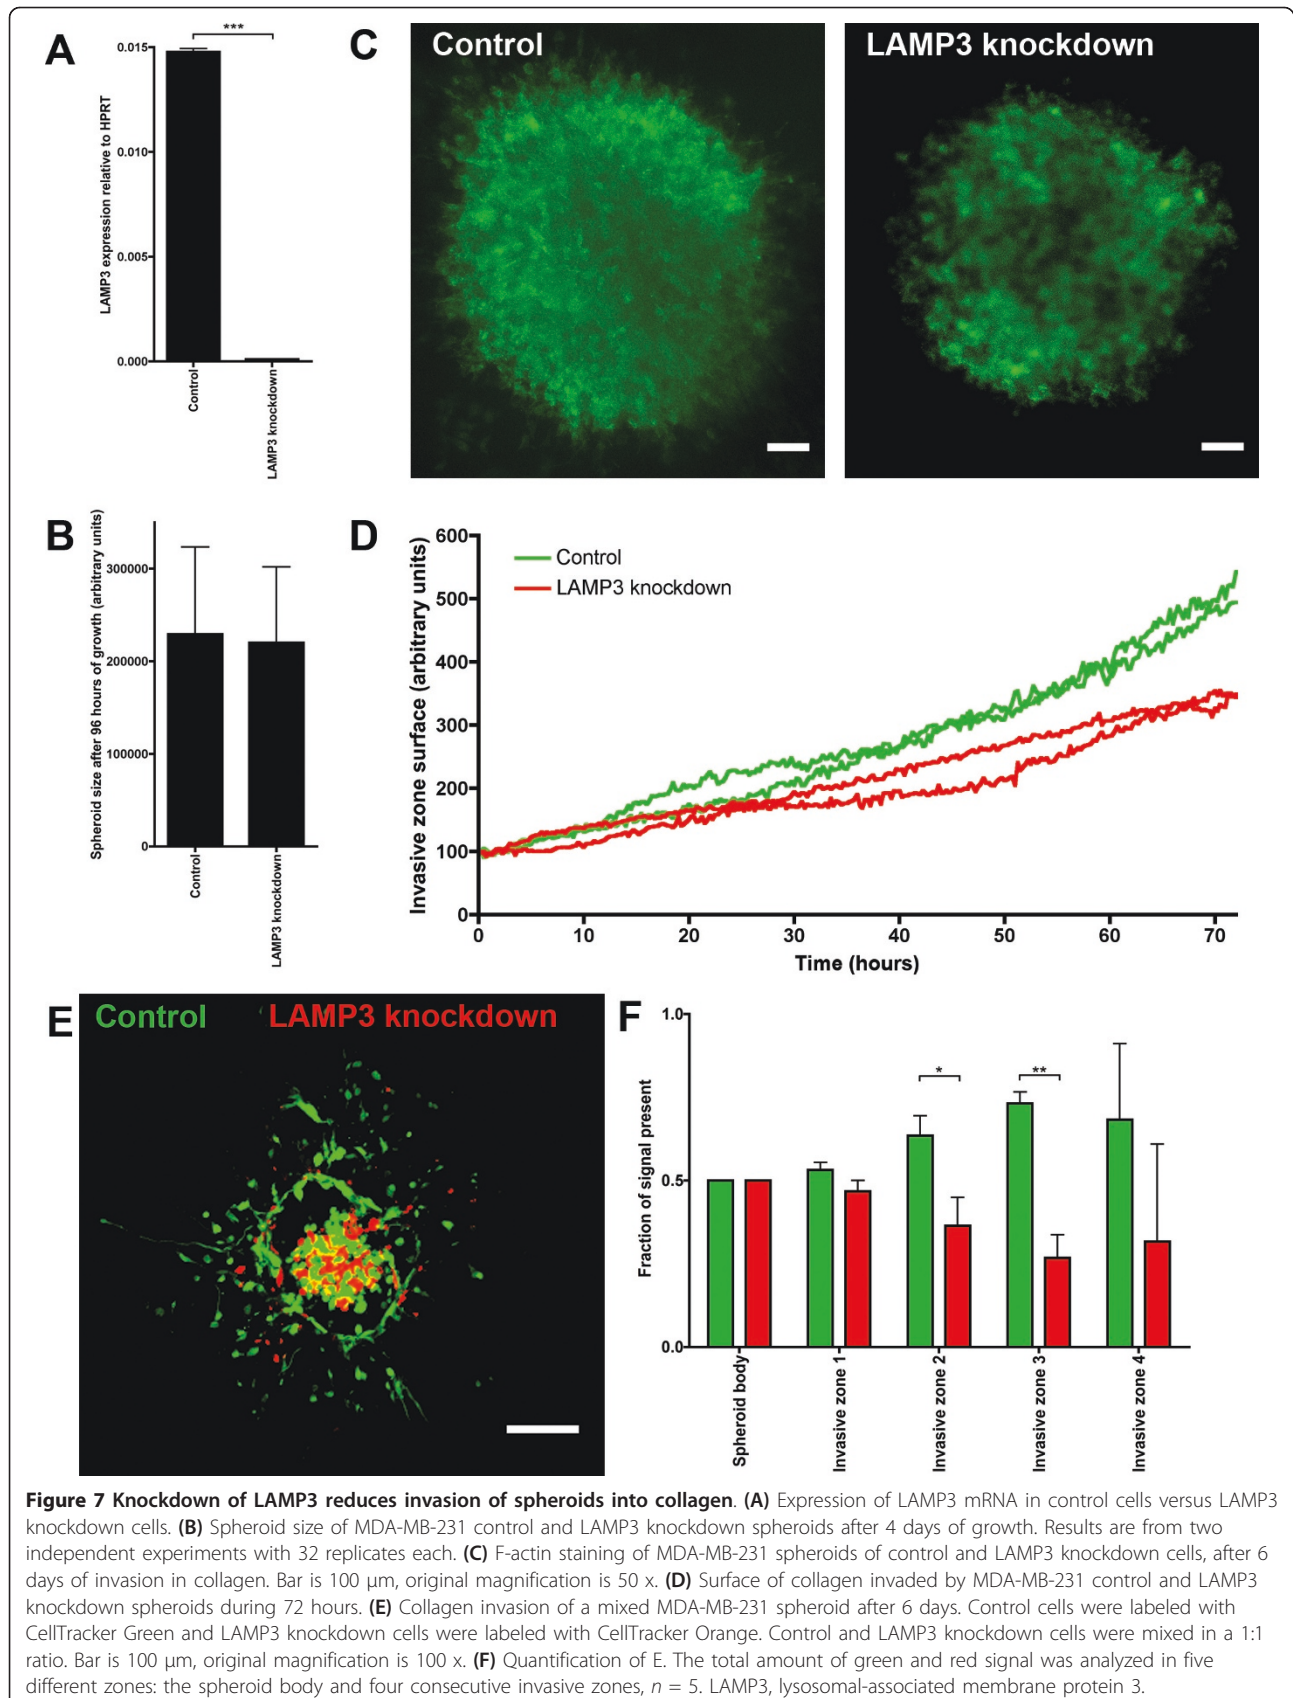 A
***
0.015
0.010
0.005
0.000
LAMP3 expression relative to HPRT
Control
LAMP3 knockdown
C
Control
LAMP3 knockdown
B
300000
200000
100000
0
Spheroid size after 96 hours of growth (arbitrary units)
Control
LAMP3 knockdown
D
600
500
400
300
200
100
0
Invasive zone surface (arbitrary units)
Control
LAMP3 knockdown
0 10 20 30 40 50 60 70
Time (hours)
E
Control LAMP3 knockdown
F
1.0
0.5
0.0
Fraction of signal present
*
**
Spheroid body
Invasive zone 1
Invasive zone 2
Invasive zone 3
Invasive zone 4
Figure 7 Knockdown of LAMP3 reduces invasion of spheroids into collagen. (A) Expression of LAMP3 mRNA in control cells versus LAMP3
knockdown cells. (B) Spheroid size of MDA-MB-231 control and LAMP3 knockdown spheroids after 4 days of growth. Results are from two
independent experiments with 32 replicates each. (C) F-actin staining of MDA-MB-231 spheroids of control and LAMP3 knockdown cells, after 6
days of invasion in collagen. Bar is 100 μm, original magnification is 50 x. (D) Surface of collagen invaded by MDA-MB-231 control and LAMP3
knockdown spheroids during 72 hours. (E) Collagen invasion of a mixed MDA-MB-231 spheroid after 6 days. Control cells were labeled with
CellTracker Green and LAMP3 knockdown cells were labeled with CellTracker Orange. Control and LAMP3 knockdown cells were mixed in a 1:1
ratio. Bar is 100 μm, original magnification is 100 x. (F) Quantification of E. The total amount of green and red signal was analyzed in five
different zones: the spheroid body and four consecutive invasive zones, n = 5. LAMP3, lysosomal-associated membrane protein 3.